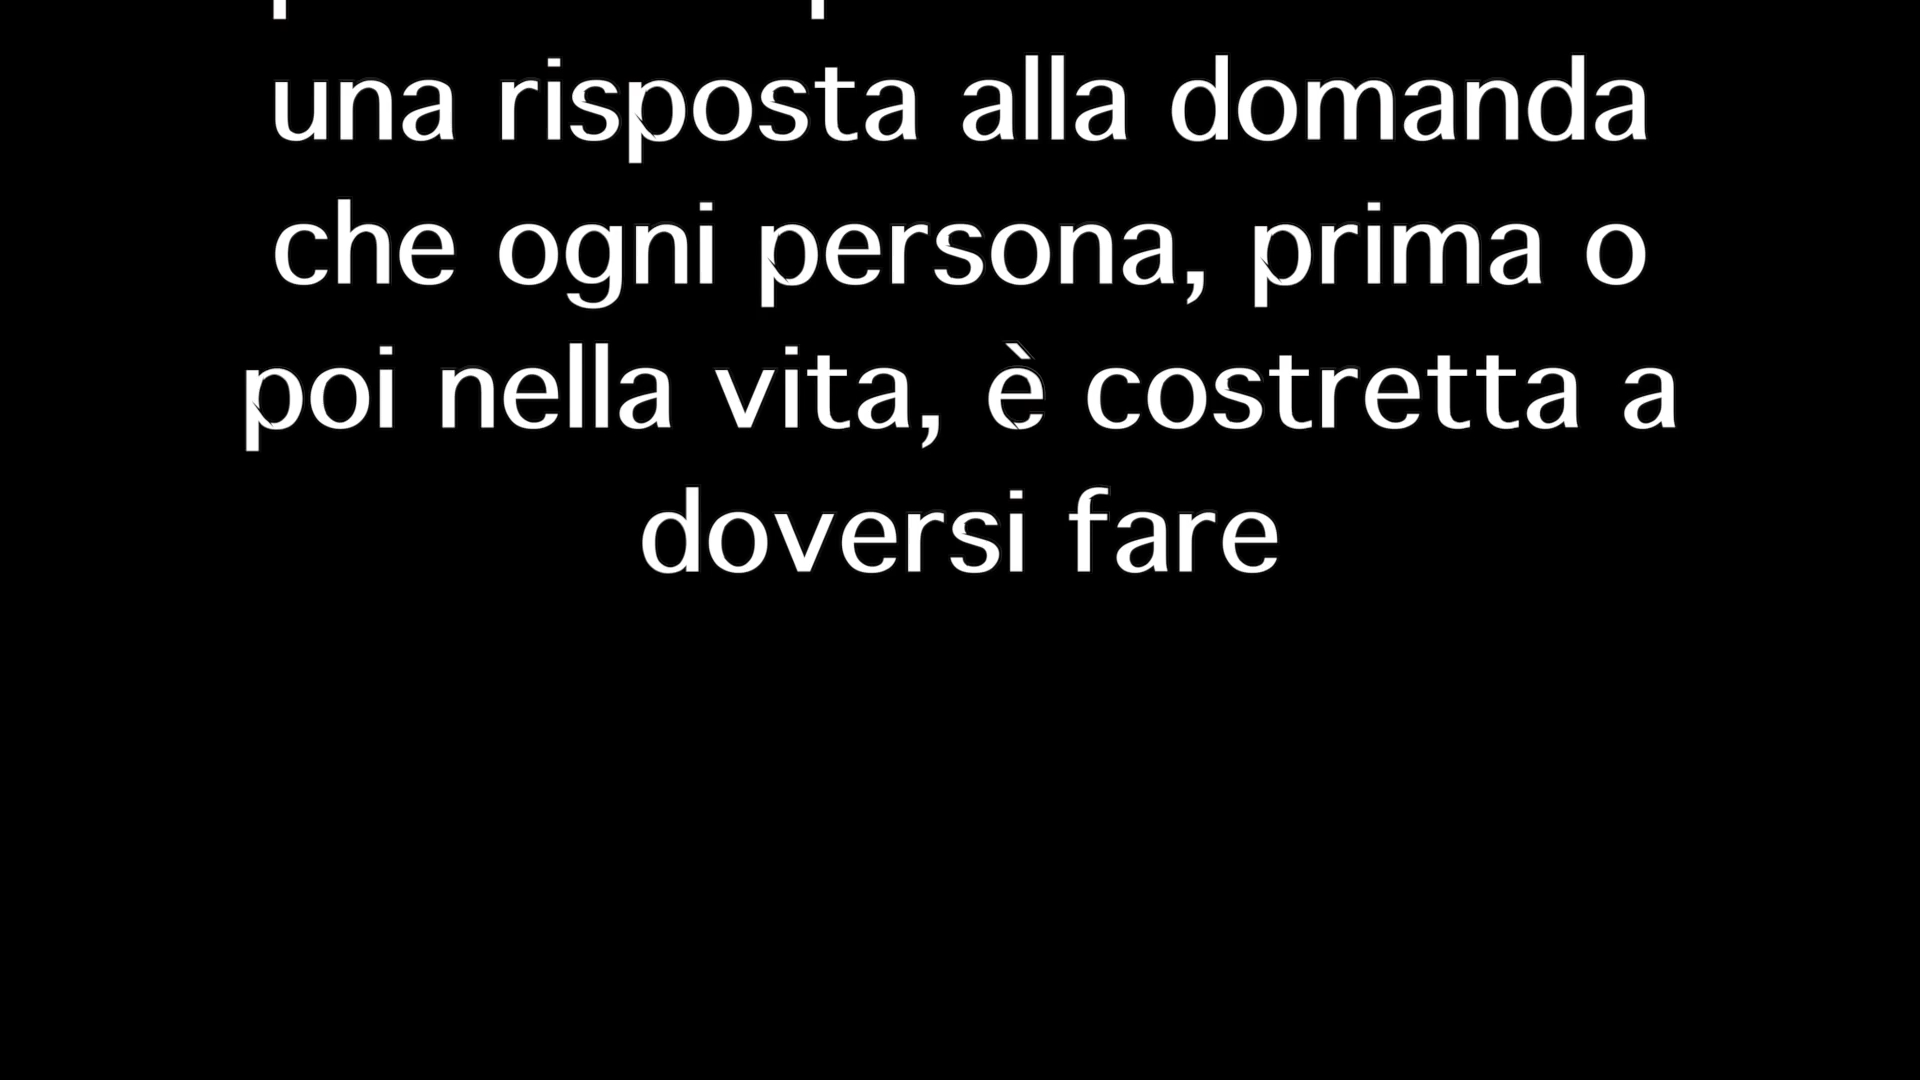 una risposta alla domanda
che ogni persona, prima o
poi nella vita, è costretta a
doversi fare